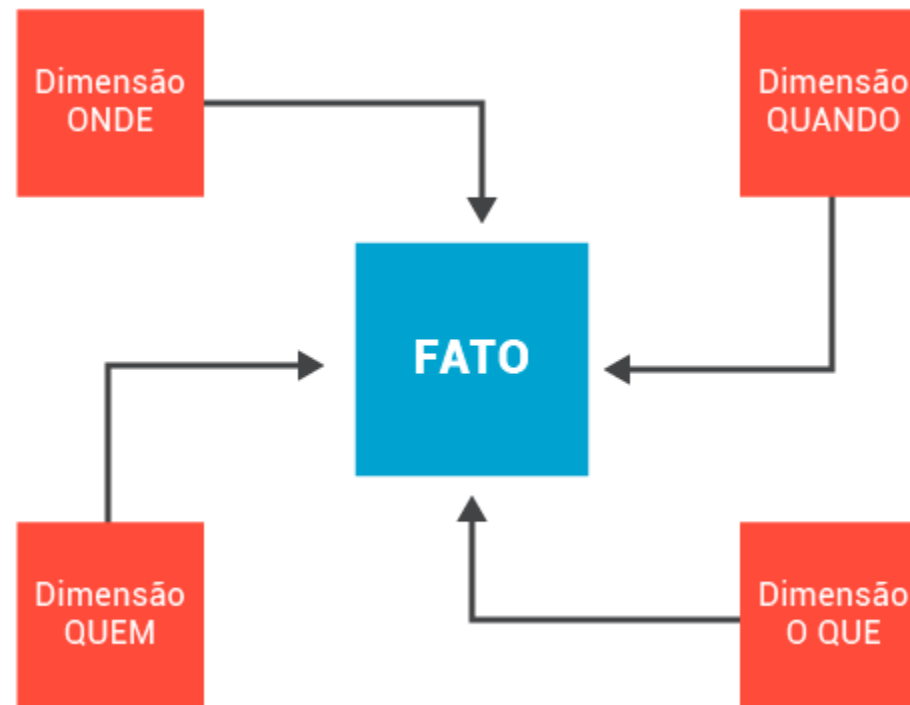 Dimensão
ONDE
Dimensão
QUANDO
FATO
Dimensão
QUEM
Dimensão
O QUE